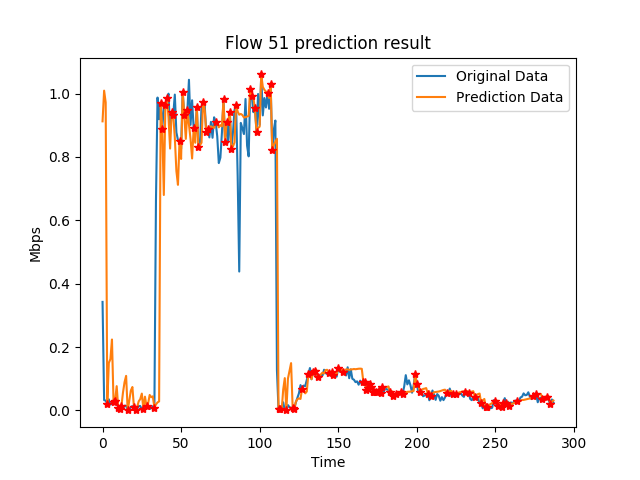 Flow 51 prediction result
Original Data
Prediction Data
1.0
0.8
0.6
0.4
0.2
0.0
Mbps
0 50 100 150 200 250 300
Time